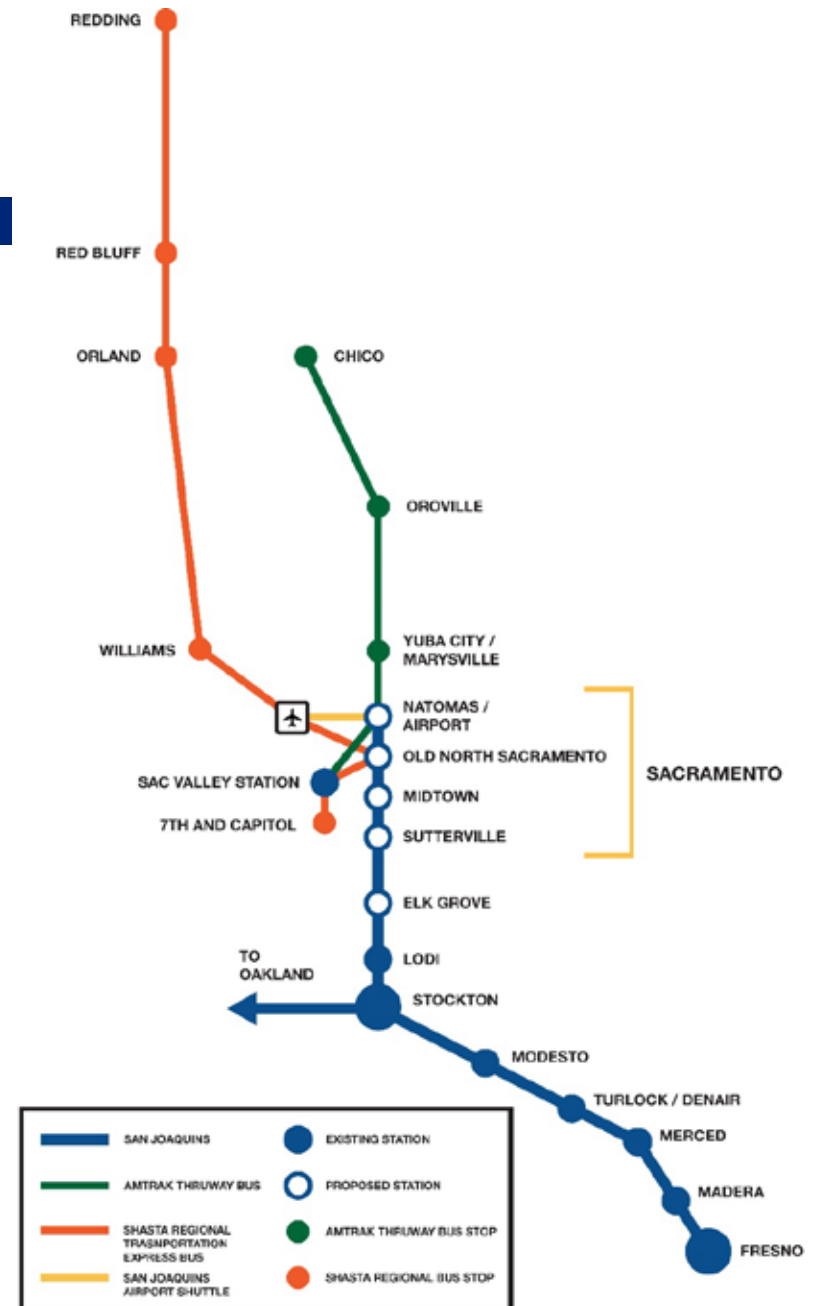 REDDING
RED BLUFF
ORLAND
CHICO
OROVILLE
YUBA CITY /
MARYSVILLE
WILLIAMS
NATOMAS /
AIRPORT
OLD NORTH SACRAMENTO
SACRAMENTO
SAC VALLEY STATION
MIDTOWN
7TH AND CAPITOL
SUTTERVILLE
ELK GROVE
LODI
TO
OAKLAND
STOCKTON
MODESTO
TURLOCK / DENAIR
MERCED
MADERA
FRESNO
SAN JOAQUINS
EXISTING STATION
AMTRAK THRUWAY BUS
PROPOSED STATION
SHASTA REGIONAL
TRASNPORTATION
EXPRESS BUS
AMTRAK THRUWAY BUS STOP
SAN JOAQUINS
AIRPORT SHUTTLE
SHASTA REGIONAL BUS STOP